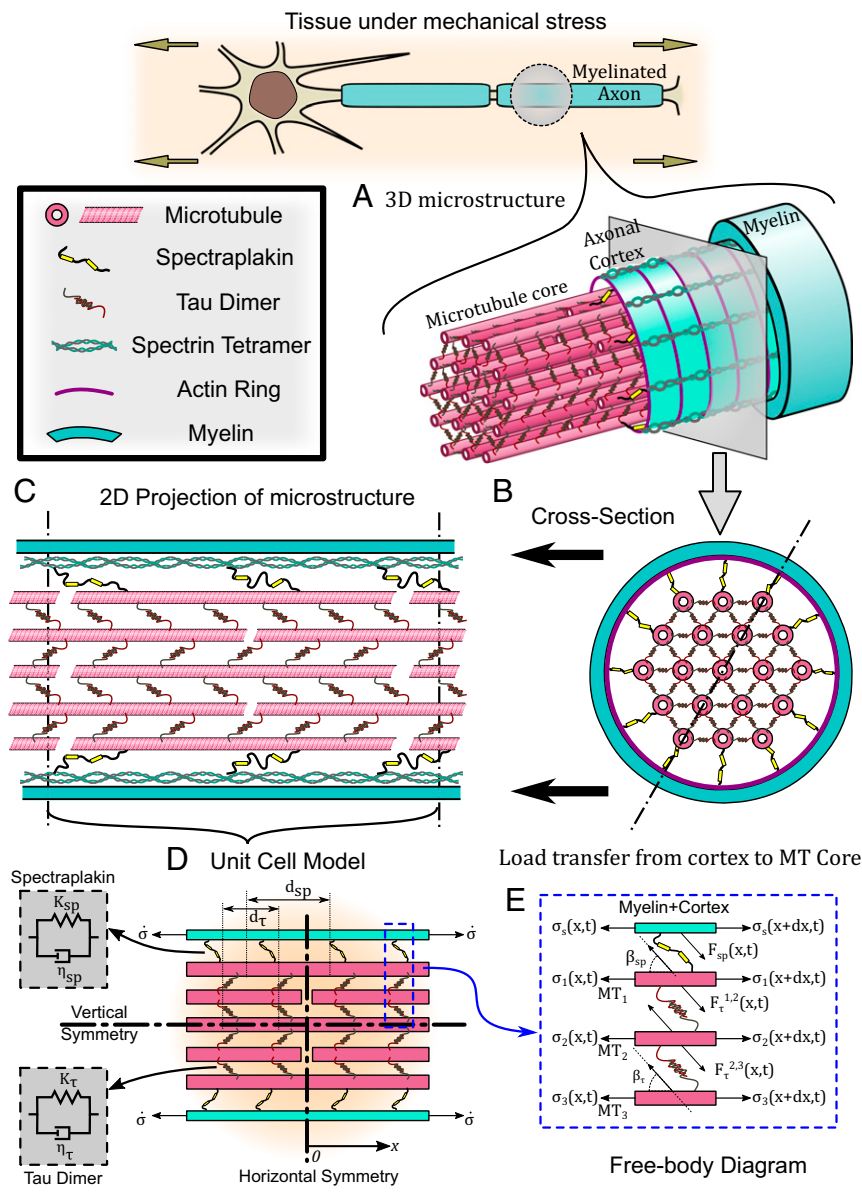 Tissue under mechanical stress
Myelinated
Axon
A 3D microstructure
Microtubule
Spectraplakin
Tau Dimer
Spectrin Tetramer
Actin Ring
Myelin
Microtubule core
Axonal
Cortex
Myelin
C 2D Projection of microstructure
B
Cross-Section
D Unit Cell Model
Load transfer from cortex to MT Core
Spectraplakin
K_sp
η_sp
d_sp
d_τ
σ̇ σ̇
Vertical
Symmetry
K_τ
η_τ
Tau Dimer
σ̇ σ̇
0 x
Horizontal Symmetry
E
Myelin+Cortex
σ_s(x,t) σ_s(x+dx,t)
β_sp F_sp(x,t)
σ_1(x,t) σ_1(x+dx,t)
MT_1
F_τ^1,2(x,t)
σ_2(x,t) σ_2(x+dx,t)
MT_2
F_τ^2,3(x,t)
β_τ
σ_3(x,t) σ_3(x+dx,t)
MT_3
Free-body Diagram